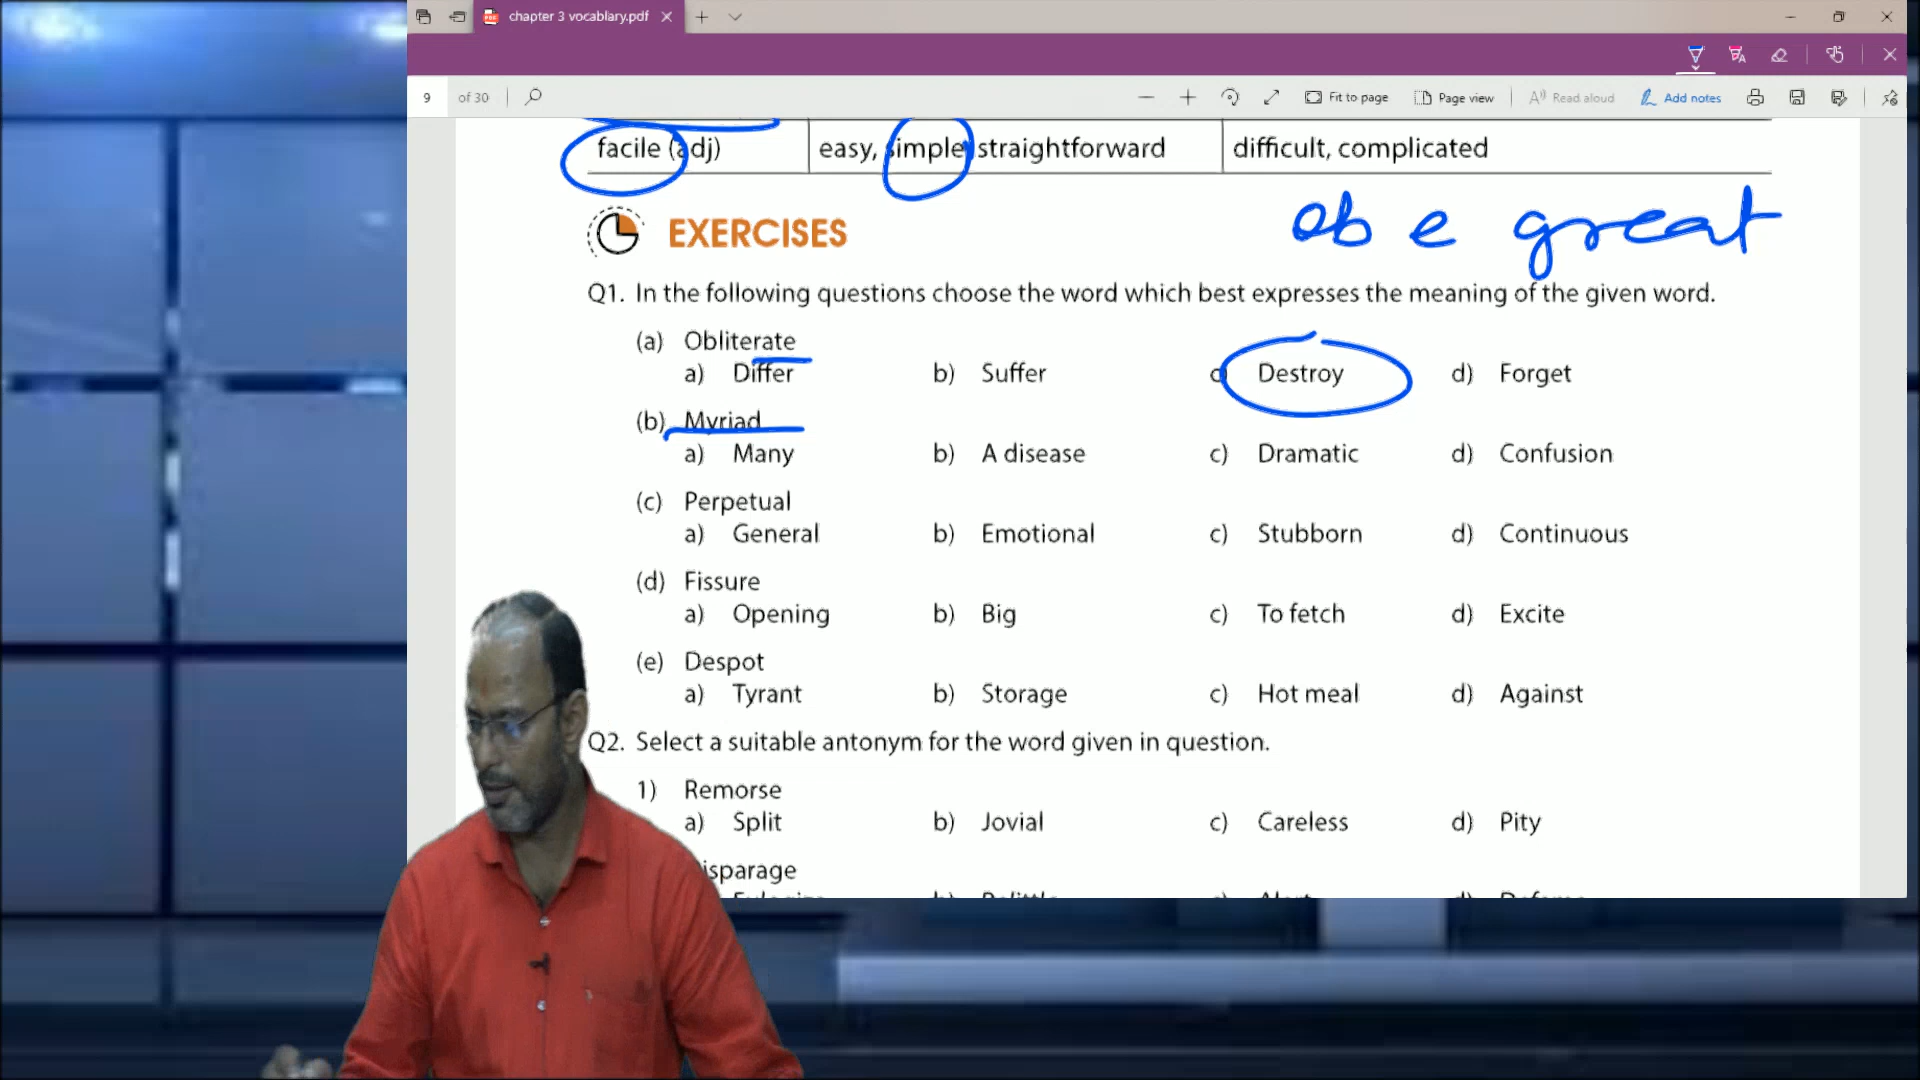 chapter 3 vocablary.pdf
9 of 30 Fit to page Page view Read aloud Add notes
facile (adj) easy, simple, straightforward difficult, complicated
EXERCISES
ob e great
Q1. In the following questions choose the word which best expresses the meaning of the given word.
(a) Obliterate
a) Differ b) Suffer c) Destroy d) Forget
(b) Myriad
a) Many b) A disease c) Dramatic d) Confusion
(c) Perpetual
a) General b) Emotional c) Stubborn d) Continuous
(d) Fissure
a) Opening b) Big c) To fetch d) Excite
(e) Despot
a) Tyrant b) Storage c) Hot meal d) Against
Q2. Select a suitable antonym for the word given in question.
1) Remorse
a) Split b) Jovial c) Careless d) Pity
isparage